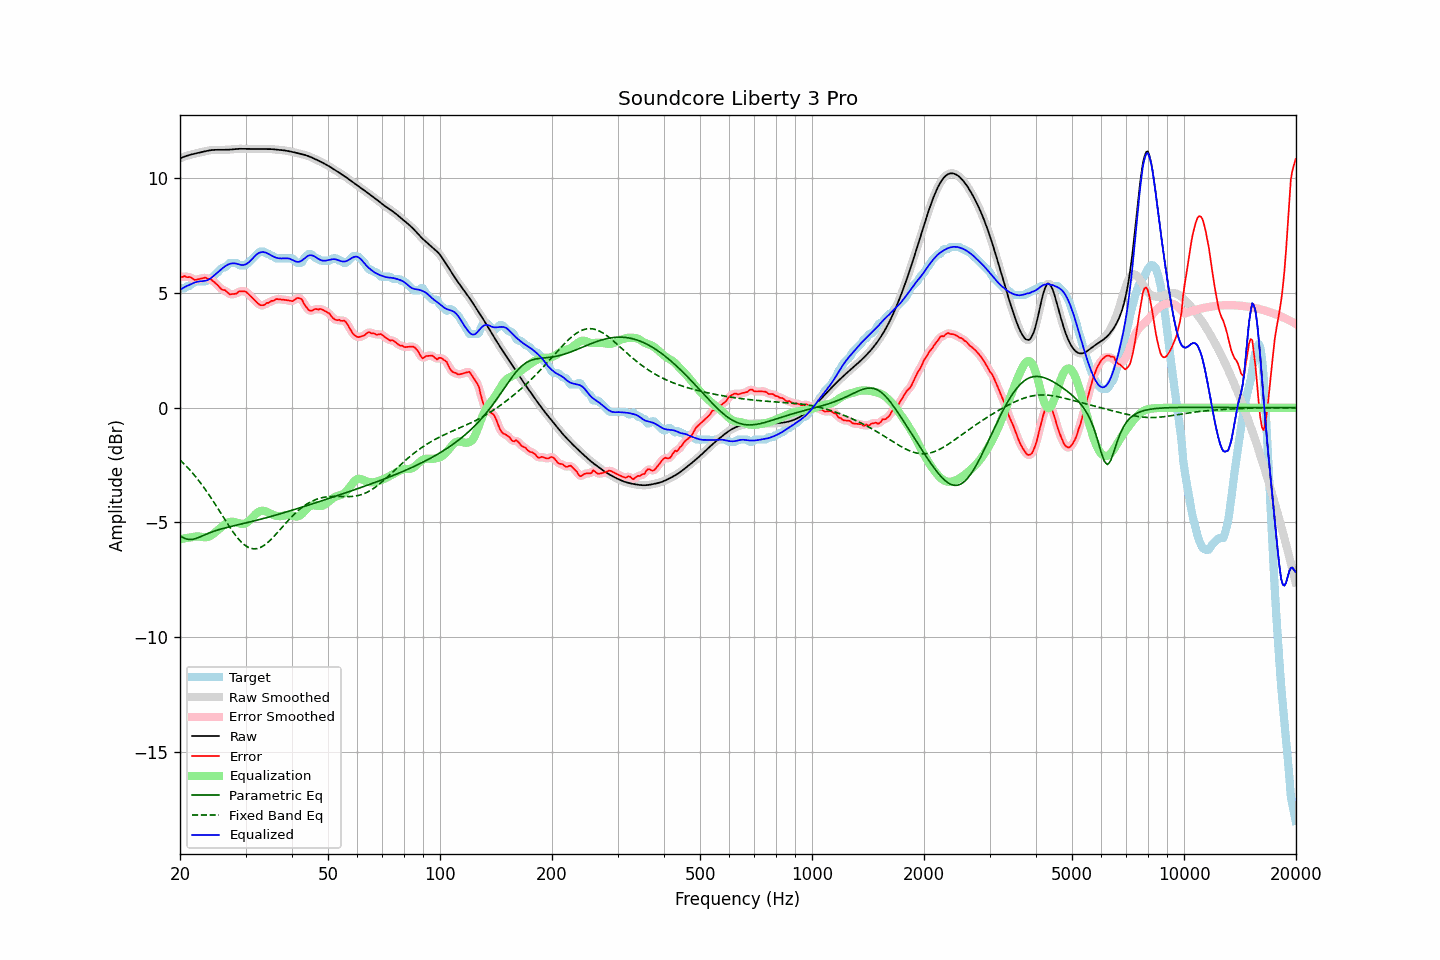 Soundcore Liberty 3 Pro
Amplitude (dBr)
10
5
0
−5
−10
−15
Target
Raw Smoothed
Error Smoothed
Raw
Error
Equalization
Parametric Eq
Fixed Band Eq
Equalized
20 50 100 200 500 1000 2000 5000 10000 20000
Frequency (Hz)